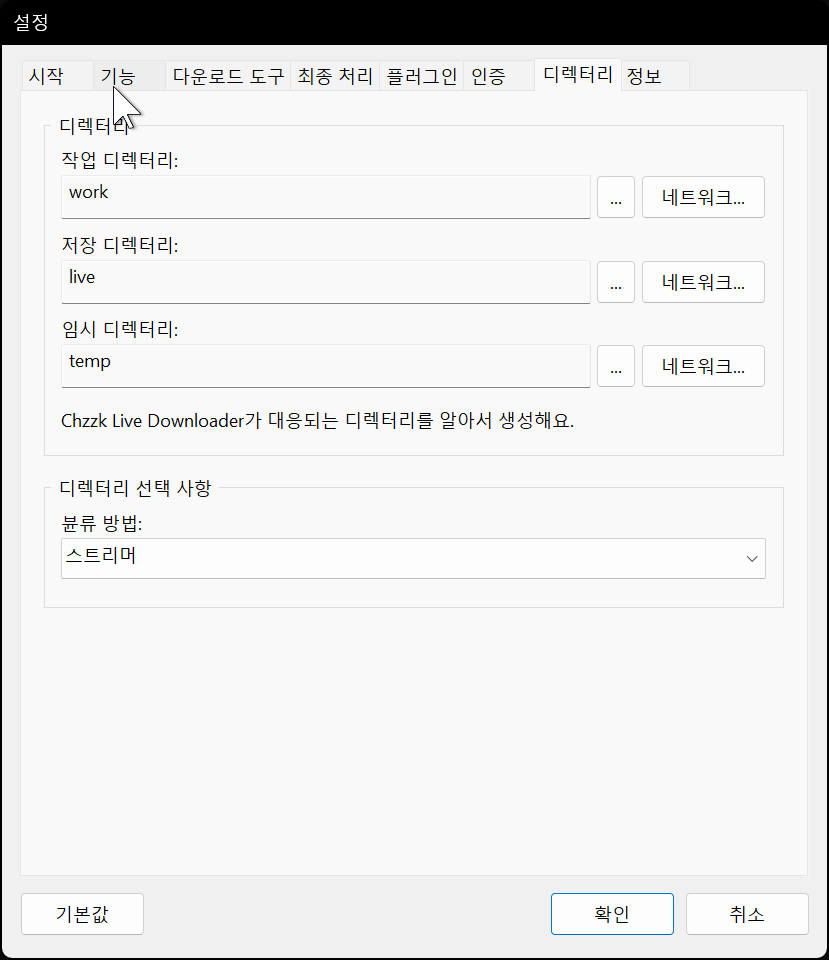 설정
시작 기능 다운로드 도구 최종 처리 플러그인 인증 디렉터리 정보
디렉터리
작업 디렉터리:
work ... 네트워크...
저장 디렉터리:
live ... 네트워크...
임시 디렉터리:
temp ... 네트워크...
Chzzk Live Downloader가 대응되는 디렉터리를 알아서 생성해요.
디렉터리 선택 사항
뷴류 방법:
스트리머
기본값 확인 취소